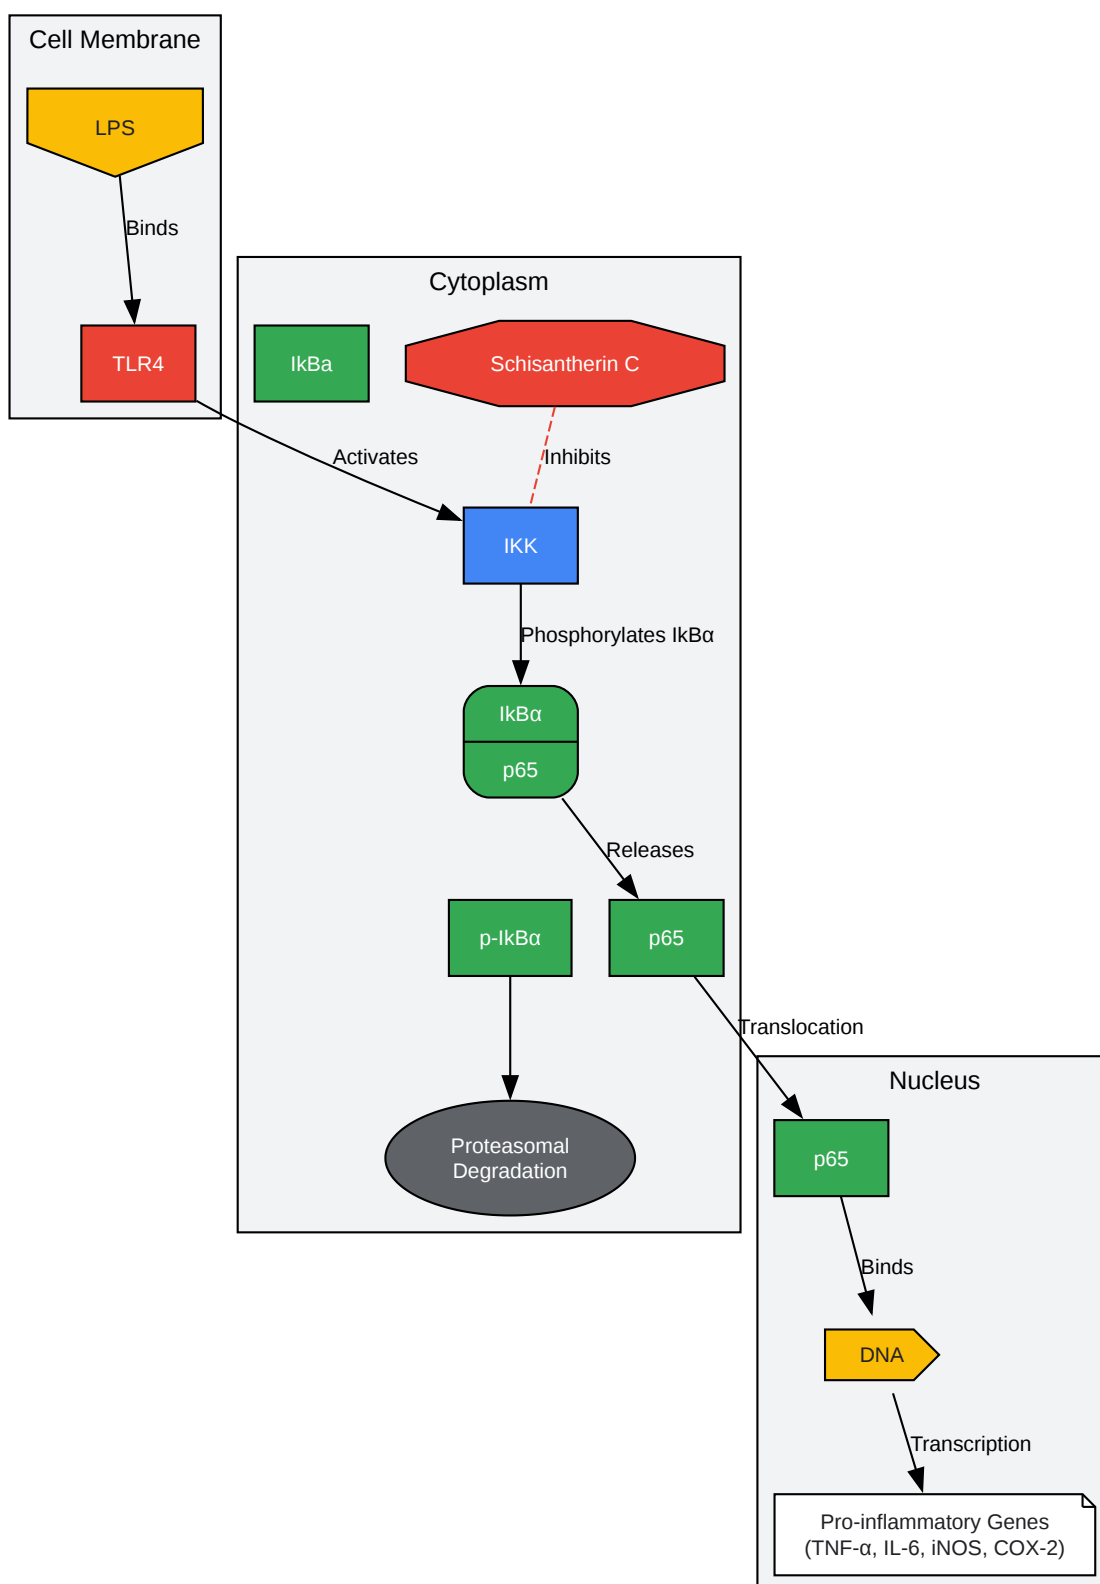 Cell Membrane
LPS
Binds
TLR4
Cytoplasm
IkBa
Schisantherin C
Activates
Inhibits
IKK
Phosphorylates IkBα
IkBα
p65
Releases
p-IkBα
p65
Translocation
Proteasomal
Degradation
Nucleus
p65
Binds
DNA
Transcription
Pro-inflammatory Genes
(TNF-α, IL-6, iNOS, COX-2)